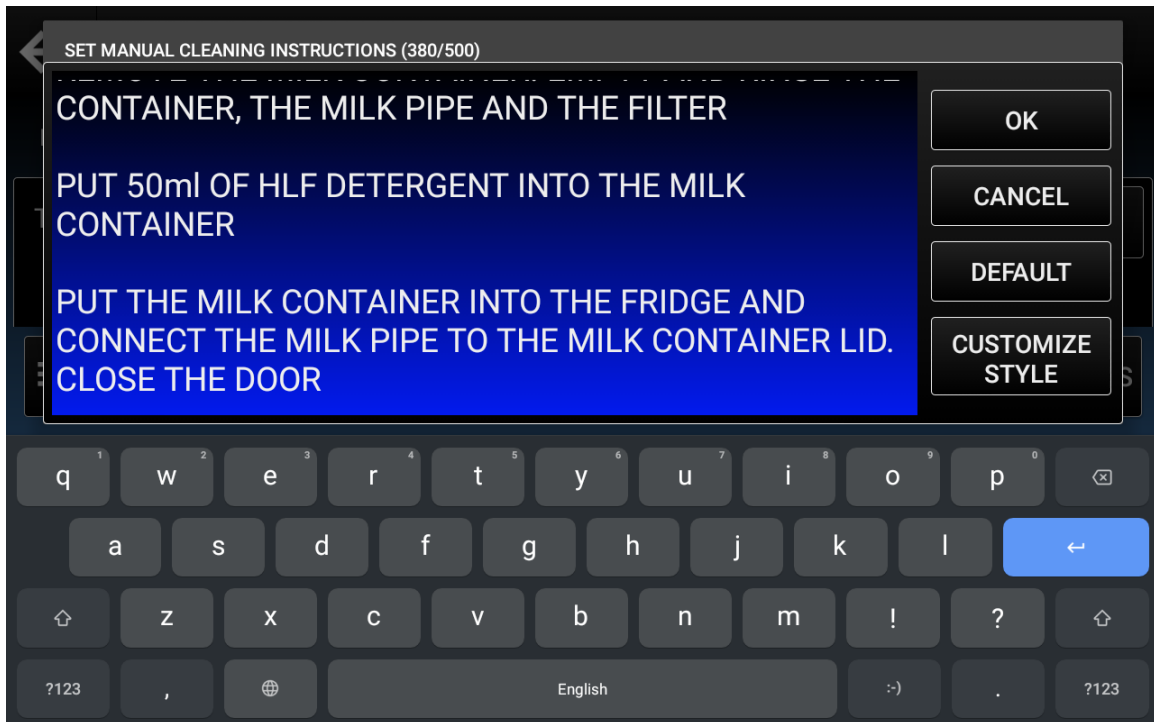 SET MANUAL CLEANING INSTRUCTIONS (380/500)
CONTAINER, THE MILK PIPE AND THE FILTER
PUT 50ml OF HLF DETERGENT INTO THE MILK
CONTAINER
PUT THE MILK CONTAINER INTO THE FRIDGE AND
CONNECT THE MILK PIPE TO THE MILK CONTAINER LID.
CLOSE THE DOOR
OK
CANCEL
DEFAULT
CUSTOMIZE
STYLE
q 1 w 2 e 3 r 4 t 5 y 6 u 7 i 8 o 9 p 0
a s d f g h j k l
z x c v b n m ! ?
?123 , English :-) . ?123